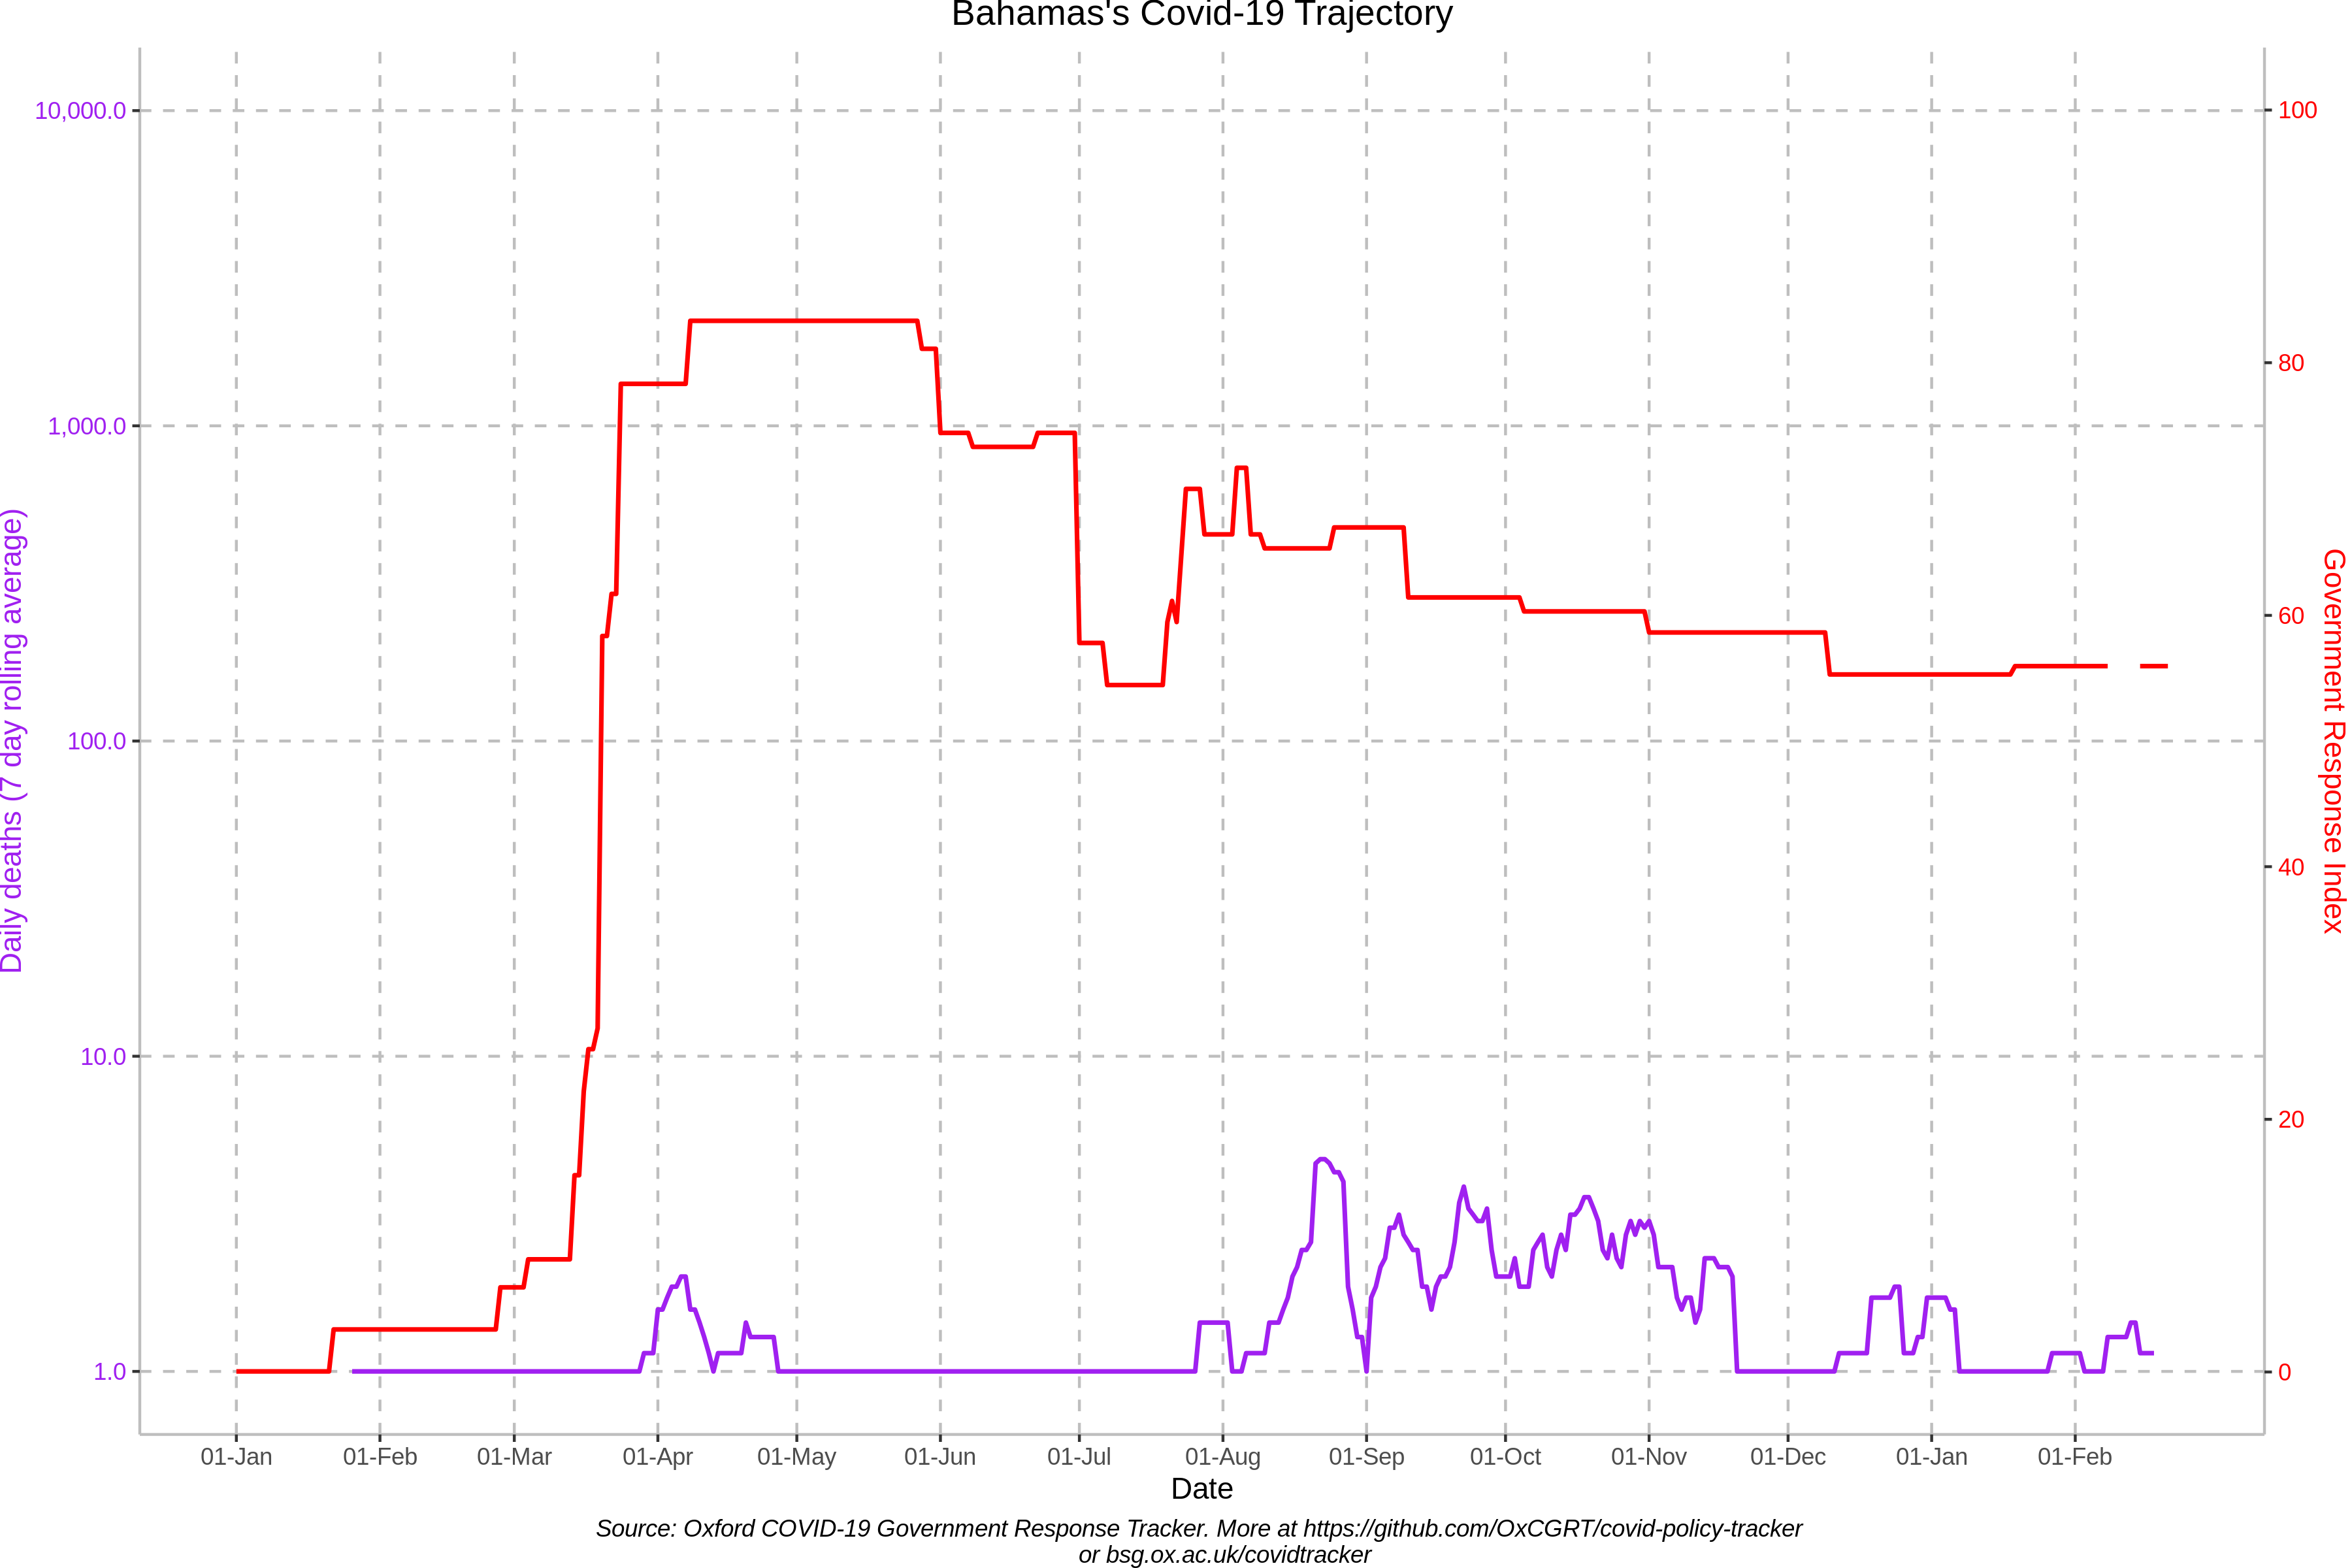 Bahamas's Covid-19 Trajectory
10,000.0
1,000.0
100.0
10.0
1.0
Daily deaths (7 day rolling average)
100
80
60
40
20
0
Government Response Index
01-Jan 01-Feb 01-Mar 01-Apr 01-May 01-Jun 01-Jul 01-Aug 01-Sep 01-Oct 01-Nov 01-Dec 01-Jan 01-Feb
Date
Source: Oxford COVID-19 Government Response Tracker. More at https://github.com/OxCGRT/covid-policy-tracker
or bsg.ox.ac.uk/covidtracker